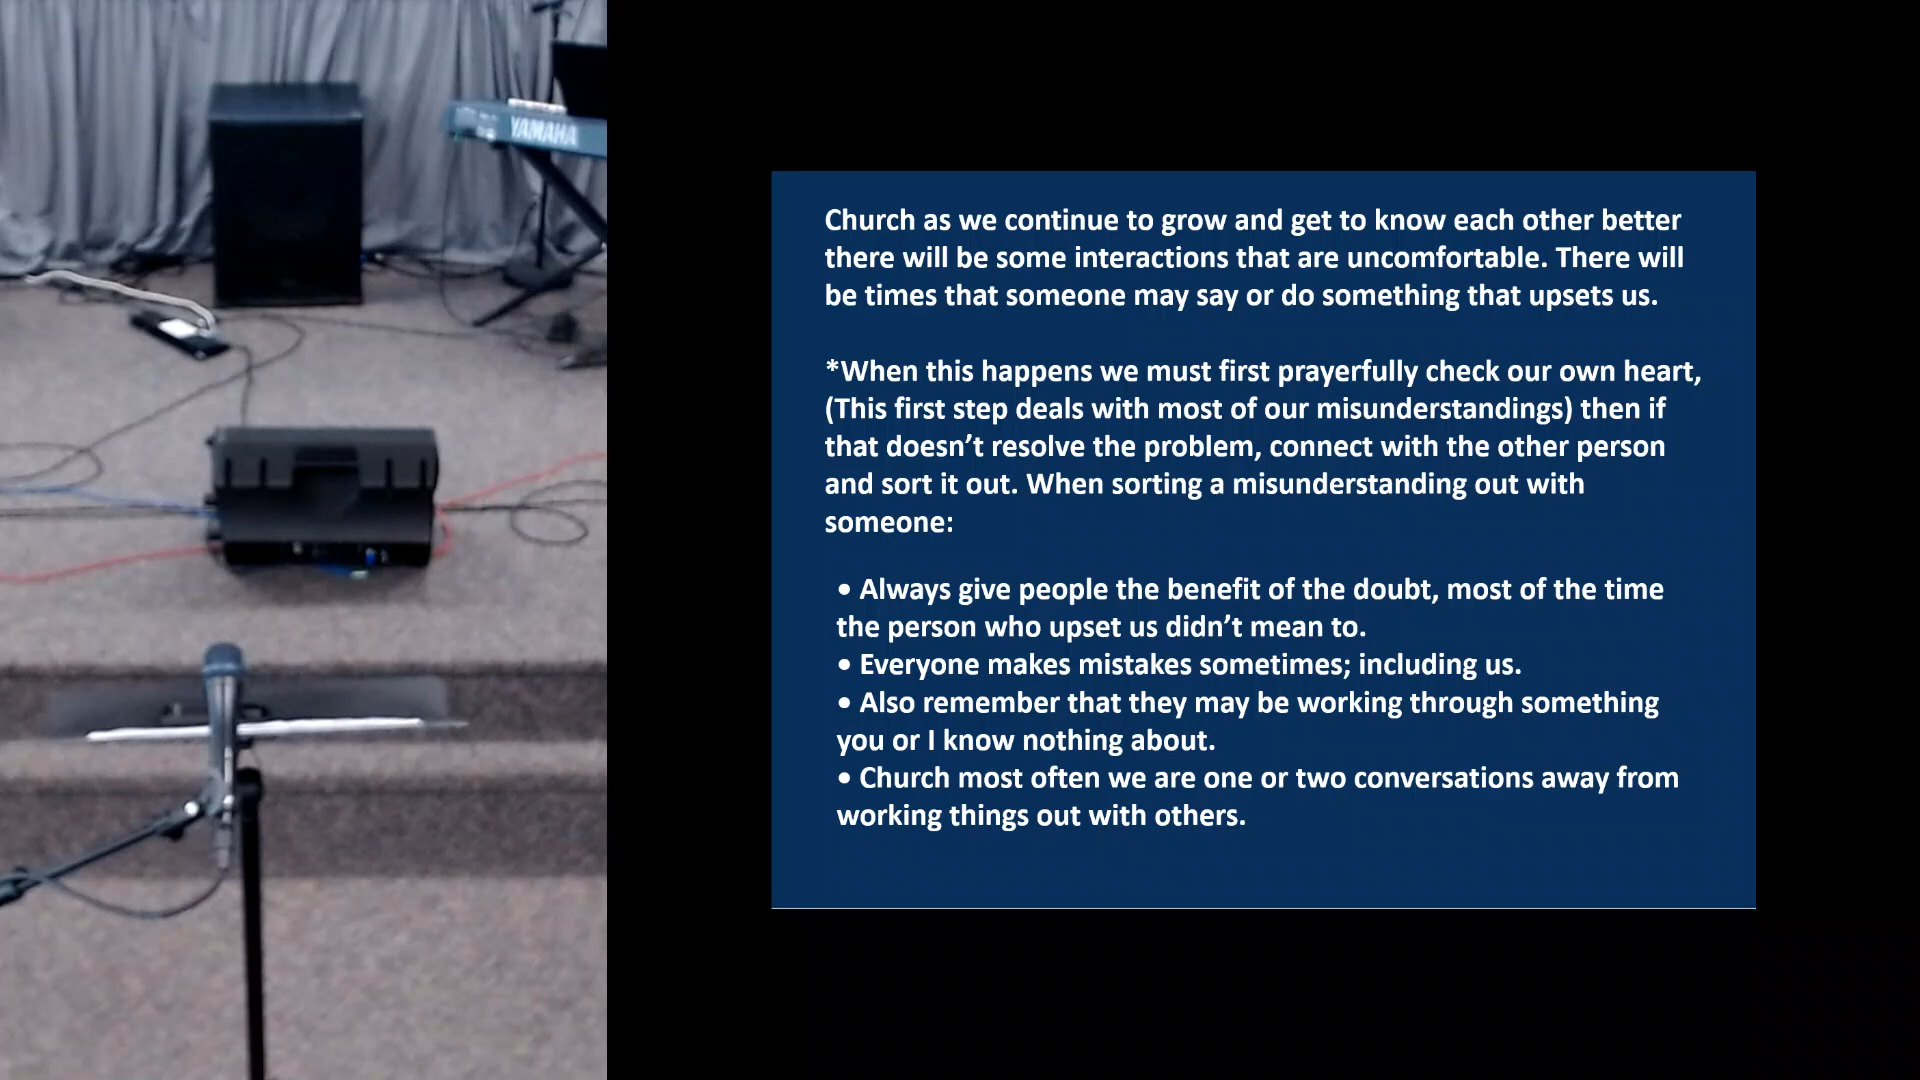 YAMAHA
Church as we continue to grow and get to know each other better
there will be some interactions that are uncomfortable. There will
be times that someone may say or do something that upsets us.
*When this happens we must first prayerfully check our own heart,
(This first step deals with most of our misunderstandings) then if
that doesn’t resolve the problem, connect with the other person
and sort it out. When sorting a misunderstanding out with
someone:
• Always give people the benefit of the doubt, most of the time
the person who upset us didn’t mean to.
• Everyone makes mistakes sometimes; including us.
• Also remember that they may be working through something
you or I know nothing about.
• Church most often we are one or two conversations away from
working things out with others.